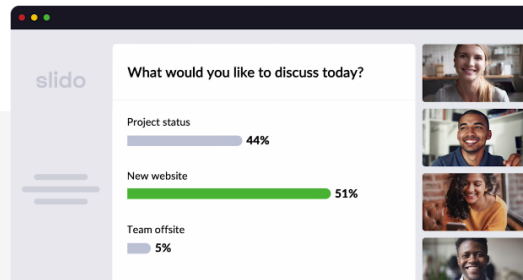 slido
What would you like to discuss today?
Project status
44%
New website
51%
Team offsite
5%